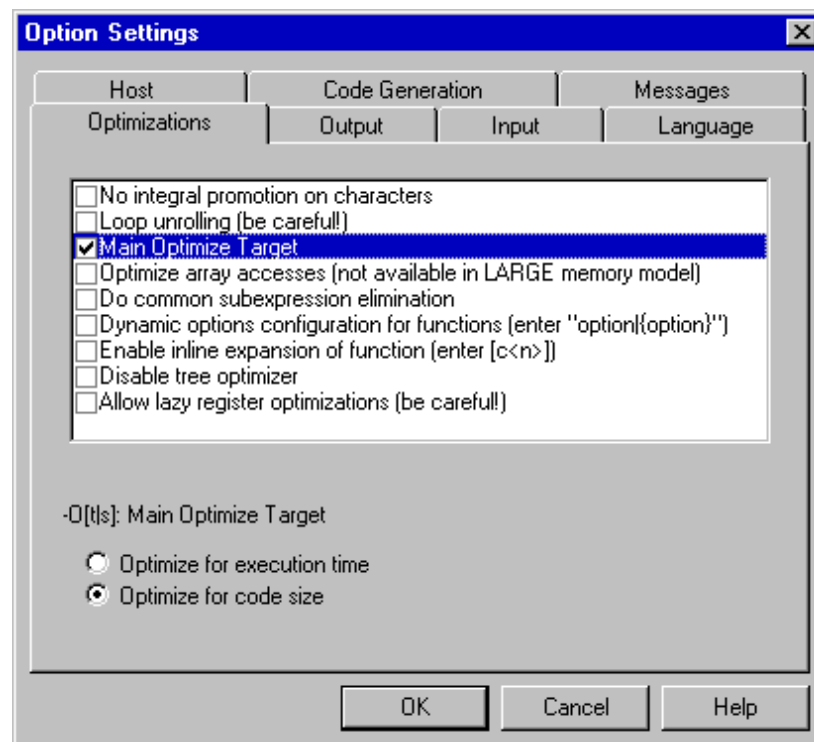 Option Settings
Host Code Generation Messages
Optimizations Output Input Language
No integral promotion on characters
Loop unrolling (be careful!)
Main Optimize Target
Optimize array accesses (not available in LARGE memory model)
Do common subexpression elimination
Dynamic options configuration for functions (enter "option|{option}")
Enable inline expansion of function (enter [c<n>])
Disable tree optimizer
Allow lazy register optimizations (be careful!)
-O[t|s]: Main Optimize Target
Optimize for execution time
Optimize for code size
OK Cancel Help